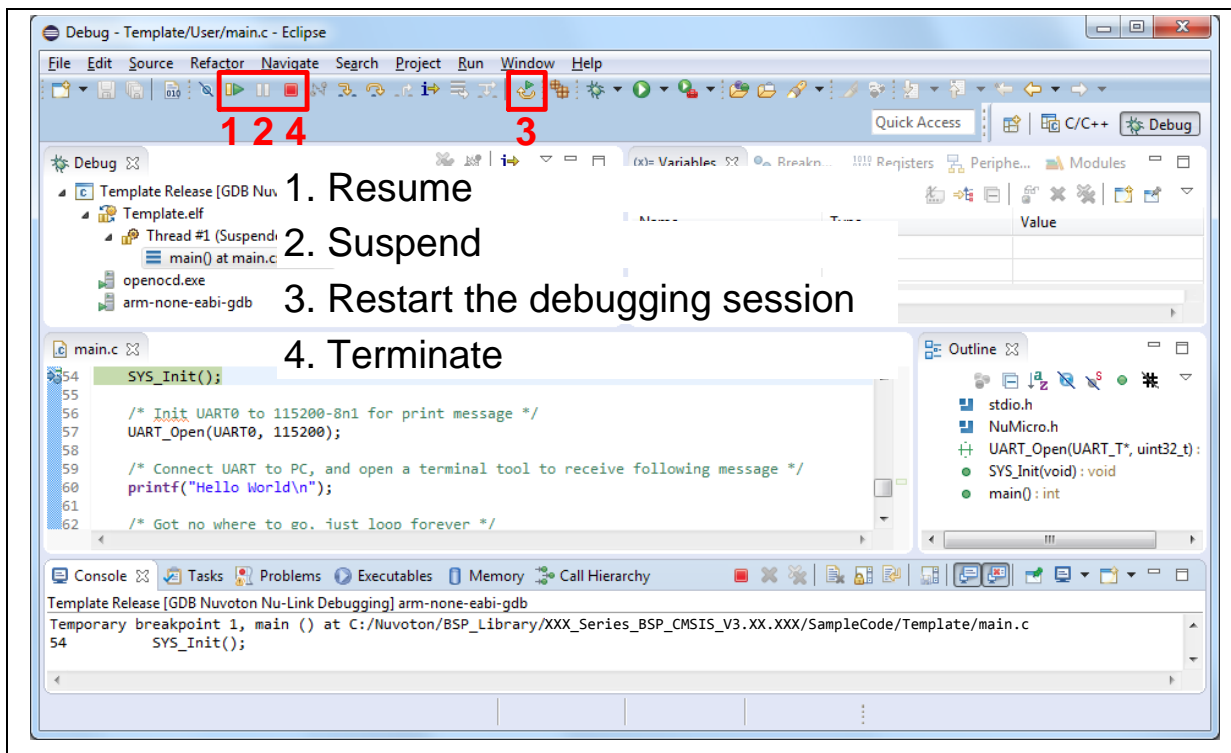 Debug - Template/User/main.c - Eclipse
File Edit Source Refactor Navigate Search Project Run Window Help
1 2 4 3
Quick Access C/C++ Debug
Debug (x)= Variables Breakn... Registers Periphe... Modules
Template Release [GDB Nuv
Template.elf
Thread #1 (Suspend
main() at main.c
openocd.exe
arm-none-eabi-gdb
Name Type Value
1. Resume
2. Suspend
3. Restart the debugging session
4. Terminate
main.c
54 SYS_Init();
55
56 /* Init UART0 to 115200-8n1 for print message */
57 UART_Open(UART0, 115200);
58
59 /* Connect UART to PC, and open a terminal tool to receive following message */
60 printf("Hello World\n");
61
62 /* Got no where to go, just loop forever */
Outline
stdio.h
NuMicro.h
UART_Open(UART_T*, uint32_t) :
SYS_Init(void) : void
main() : int
Console Tasks Problems Executables Memory Call Hierarchy
Template Release [GDB Nuvoton Nu-Link Debugging] arm-none-eabi-gdb
Temporary breakpoint 1, main () at C:/Nuvoton/BSP_Library/XXX_Series_BSP_CMSIS_V3.XX.XXX/SampleCode/Template/main.c
54 SYS_Init();